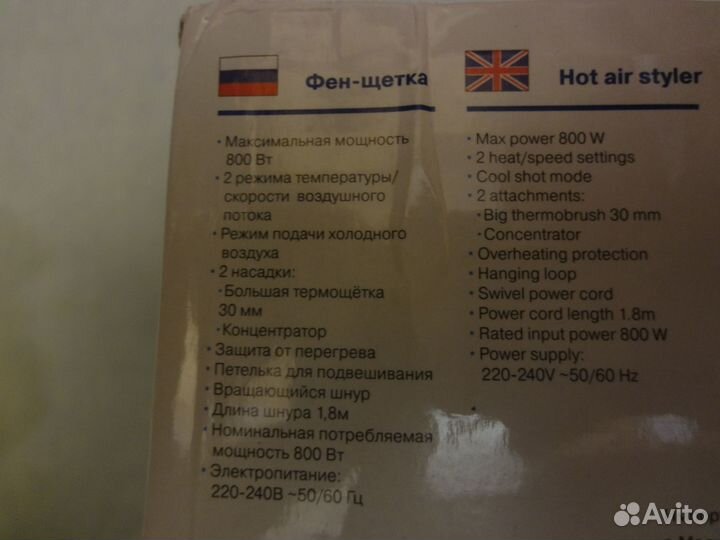 Фен-щетка
· Максимальная мощность
800 Вт
· 2 режима температуры/
скорости воздушного
потока
· Режим подачи холодного
воздуха
· 2 насадки:
· Большая термощётка
30 мм
· Концентратор
· Защита от перегрева
· Петелька для подвешивания
· Вращающийся шнур
· Длина шнура 1,8м
· Номинальная потребляемая
мощность 800 Вт
· Электропитание:
220-240В ~50/60 Гц
Hot air styler
· Max power 800 W
· 2 heat/speed settings
· Cool shot mode
· 2 attachments:
· Big thermobrush 30 mm
· Concentrator
· Overheating protection
· Hanging loop
· Swivel power cord
· Power cord length 1.8m
· Rated input power 800 W
· Power supply:
220-240V ~50/60 Hz
Avito